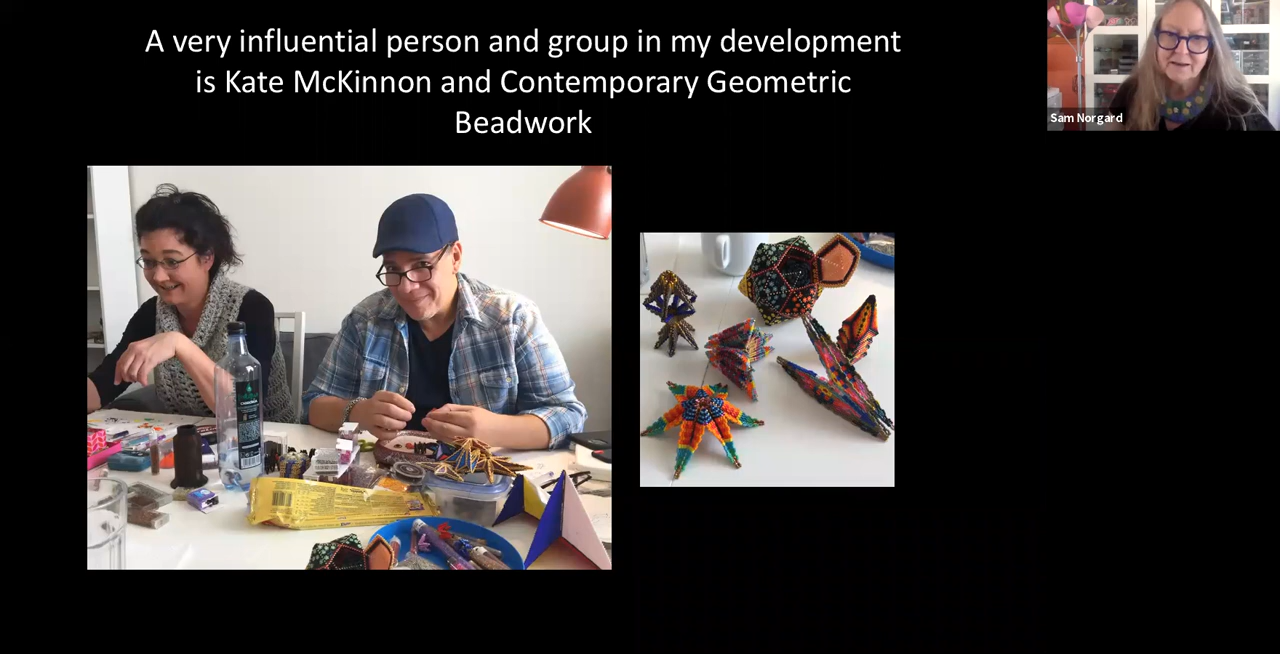 A very influential person and group in my development
is Kate McKinnon and Contemporary Geometric
Beadwork
Sam Norgard